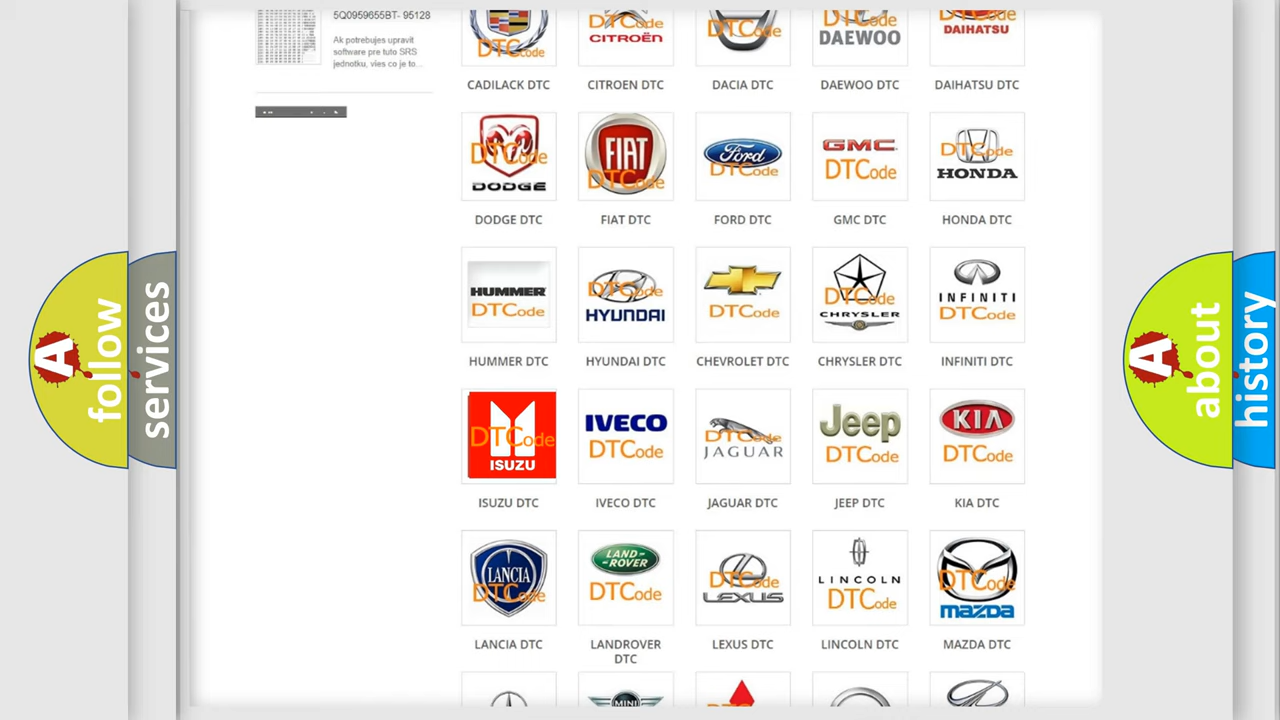 5Q0959655BT- 95128
Ak potrebujes upravit
software pre tuto SRS
jednotku, vies co je to...
DTCode
DTCode
CITROËN
DTCode
DAEWOO
DTCode
DAIHATSU
CADILACK DTC
CITROEN DTC
DACIA DTC
DAEWOO DTC
DAIHATSU DTC
DTCode
DODGE
FIAT
DTCode
Ford
DTCode
GMC
DTCode
DTCode
HONDA
DODGE DTC
FIAT DTC
FORD DTC
GMC DTC
HONDA DTC
HUMMER
DTCode
DTCode
HYUNDAI
DTCode
DTCode
CHRYSLER
INFINITI
DTCode
HUMMER DTC
HYUNDAI DTC
CHEVROLET DTC
CHRYSLER DTC
INFINITI DTC
DTCode
ISUZU
IVECO
DTCode
DTCode
JAGUAR
Jeep
DTCode
KIA
DTCode
ISUZU DTC
IVECO DTC
JAGUAR DTC
JEEP DTC
KIA DTC
LANCIA
DTCode
LAND-
ROVER
DTCode
DTCode
LEXUS
LINCOLN
DTCode
DTCode
mazDa
LANCIA DTC
LANDROVER
DTC
LEXUS DTC
LINCOLN DTC
MAZDA DTC
MINI
A
follow
services
A
about
history